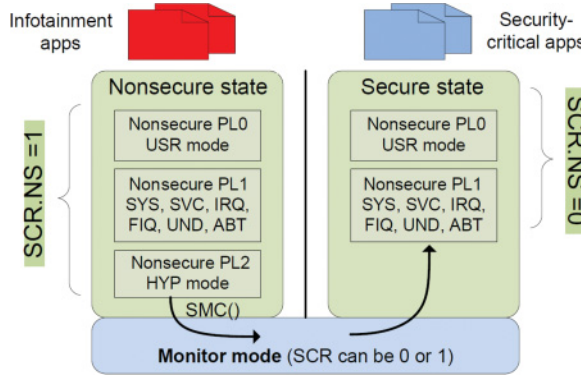 Infotainment
apps
Security-
critical apps
Nonsecure state
Secure state
SCR.NS =1
Nonsecure PL0
USR mode
Nonsecure PL1
SYS, SVC, IRQ,
FIQ, UND, ABT
Nonsecure PL2
HYP mode
SMC()
Nonsecure PL0
USR mode
Nonsecure PL1
SYS, SVC, IRQ,
FIQ, UND, ABT
SCR.NS =0
Monitor mode (SCR can be 0 or 1)